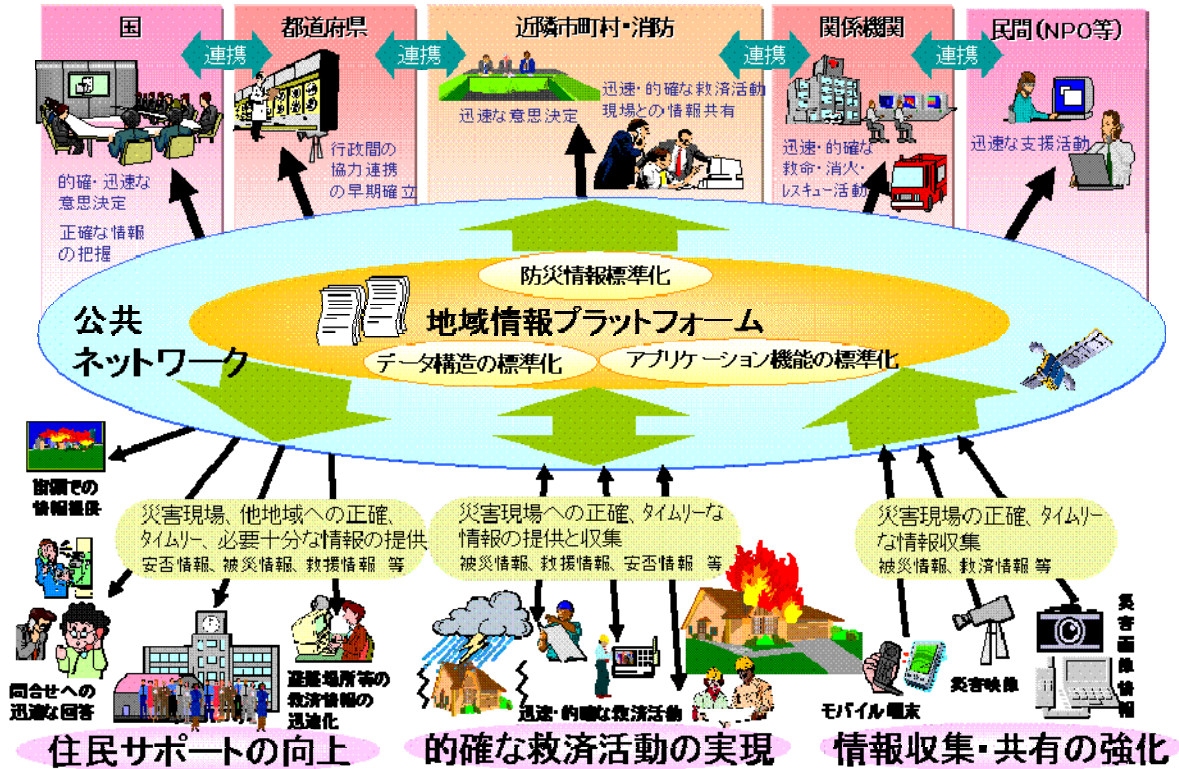 国
都道府県
近隣市町村・消防
関係機関
民間(NPO等)
連携
連携
連携
連携
的確・迅速な
意思決定
正確な情報
の把握
行政間の
協力連携
の早期確立
迅速な意思決定
迅速・的確な救済活動
現場との情報共有
迅速・的確な
救命・消火・
レスキュー活動
迅速な支援活動
防災情報標準化
公共
ネットワーク
地域情報プラットフォーム
データ構造の標準化
アプリケーション機能の標準化
街頭での
情報提供
災害現場、他地域への正確、
タイムリー、必要十分な情報の提供
安否情報、被災情報、救援情報 等
災害現場への正確、タイムリーな
情報の提供と収集
被災情報、救援情報、安否情報 等
災害現場の正確、タイムリー
な情報収集
被災情報、救済情報 等
問合せへの
迅速な回答
避難場所等の
救済情報の
迅速化
迅速・的確な救済活動
モバイル端末
災害映像
災害画像情報
住民サポートの向上
的確な救済活動の実現
情報収集・共有の強化